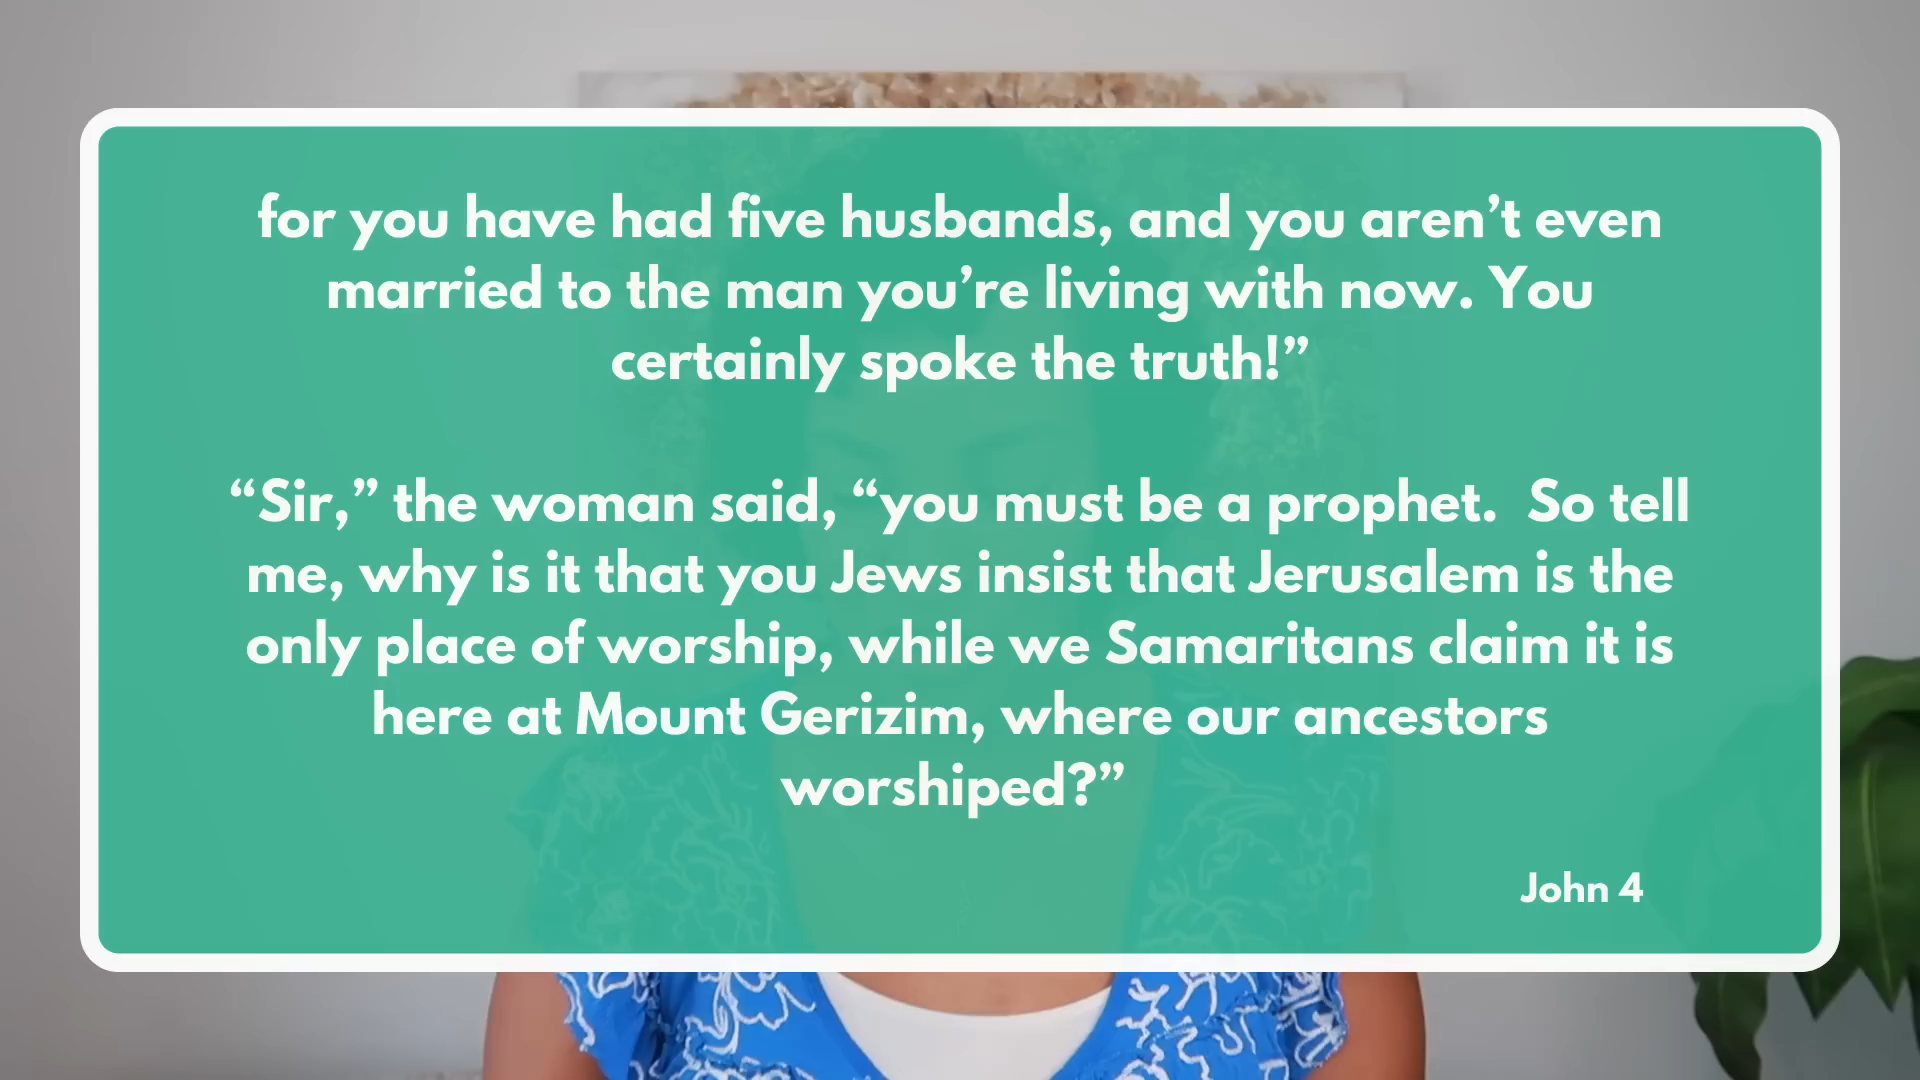 for you have had five husbands, and you aren’t even
married to the man you’re living with now. You
certainly spoke the truth!”
“Sir,” the woman said, “you must be a prophet.  So tell
me, why is it that you Jews insist that Jerusalem is the
only place of worship, while we Samaritans claim it is
here at Mount Gerizim, where our ancestors
worshiped?”
John 4